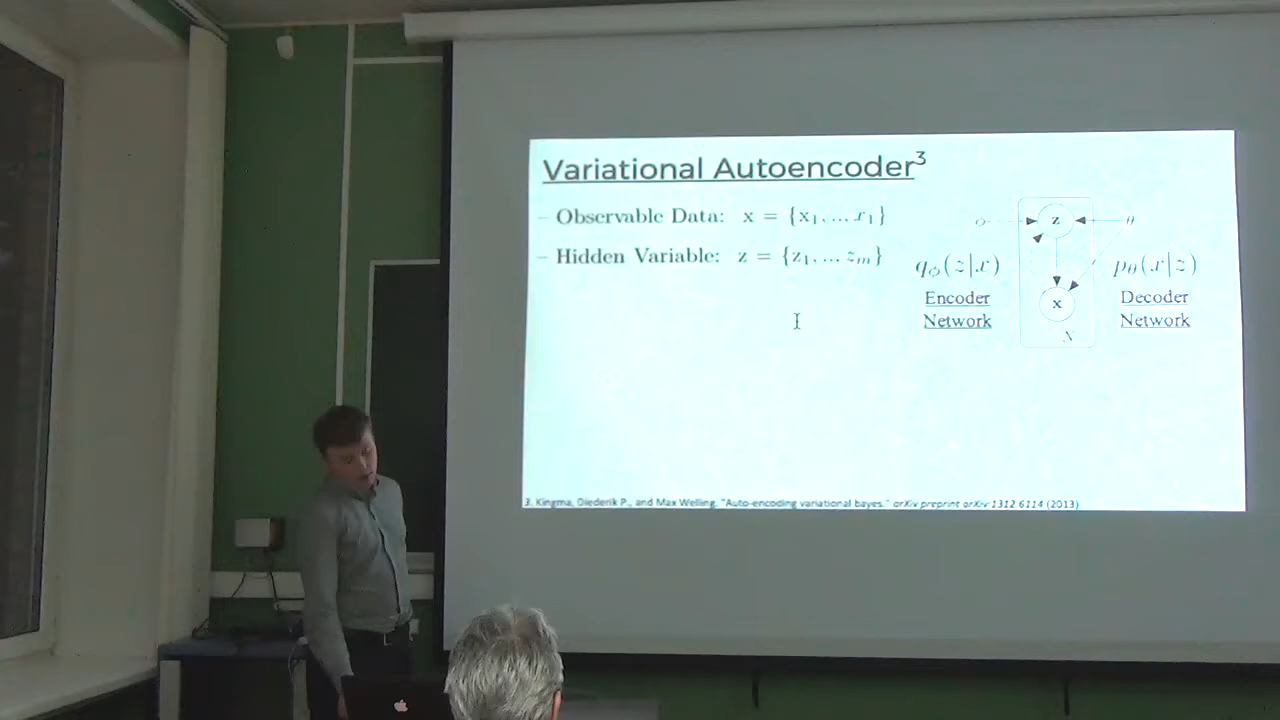 Variational Autoencoder³
– Observable Data: x = {x₁, ... x₁}
– Hidden Variable: z = {z₁, ... zₘ}
z
θ
q_ϕ(z|x)
p_θ(x|z)
Encoder
Network
x
Decoder
Network
N
3. Kingma, Diederik P., and Max Welling. "Auto-encoding variational bayes." arXiv preprint arXiv:1312.6114 (2013)